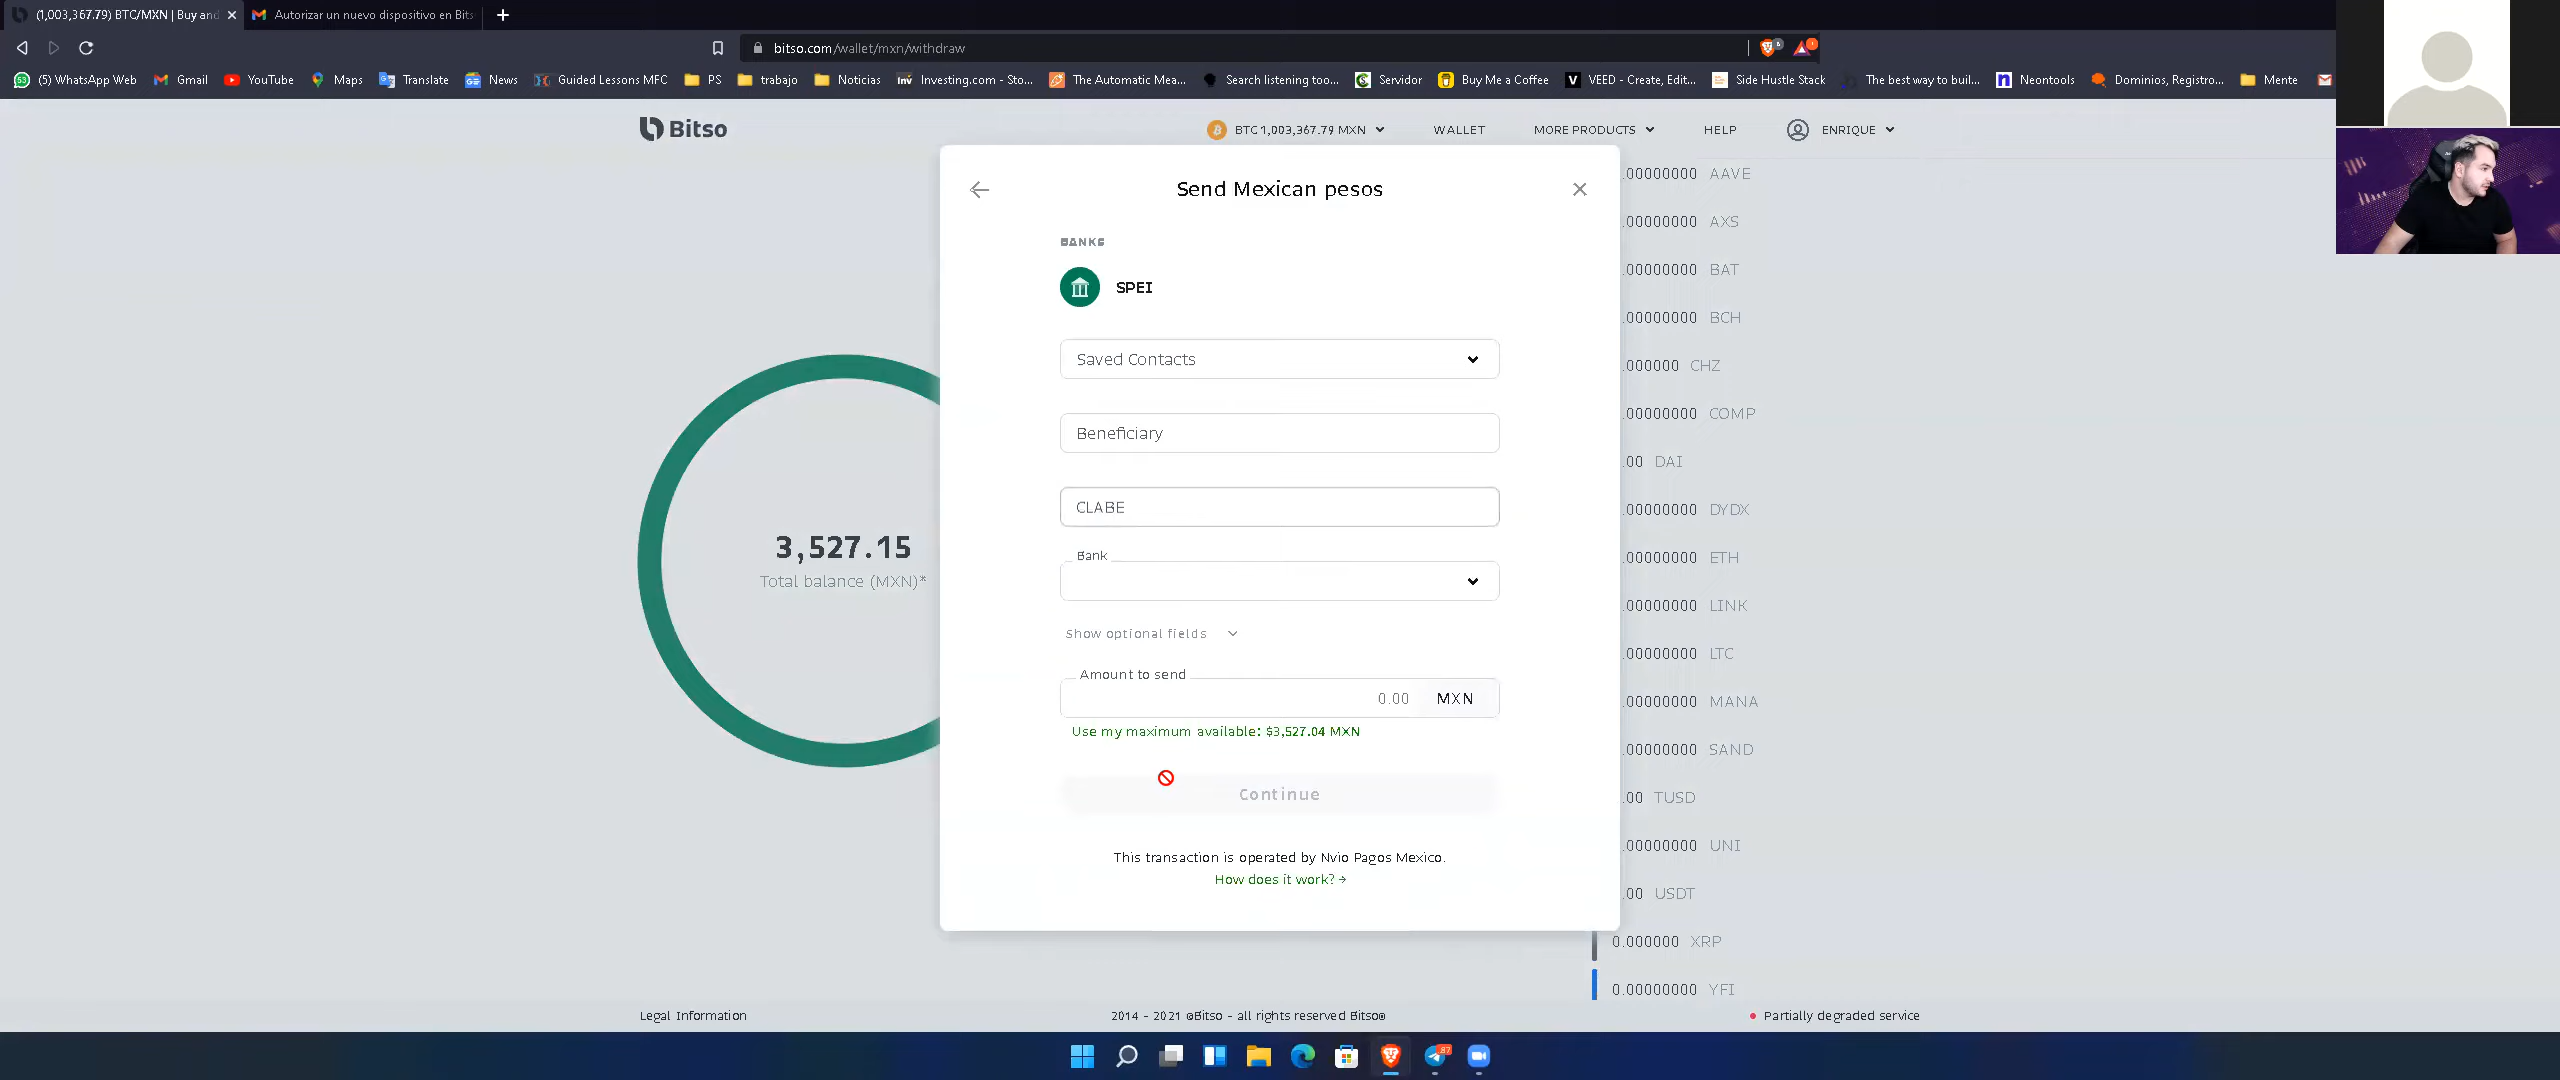 (1,003,367.79) BTC/MXN | Buy and
Autorizar un nuevo dispositivo en Bits
bitso.com/wallet/mxn/withdraw
(5) WhatsApp Web
Gmail
YouTube
Maps
Translate
News
Guided Lessons MFC
PS
trabajo
Noticias
Inv Investing.com - Sto...
The Automatic Mea...
Search listening too...
Servidor
Buy Me a Coffee
VEED - Create, Edit...
Side Hustle Stack
The best way to buil...
Neontools
Dominios, Registro...
Mente
Bitso
BTC 1,003,367.79 MXN
WALLET
MORE PRODUCTS
HELP
ENRIQUE
Send Mexican pesos
BANKS
SPEI
Saved Contacts
Beneficiary
CLABE
Bank
Show optional fields
Amount to send
0.00 MXN
Use my maximum available: $3,527.04 MXN
Continue
This transaction is operated by Nvio Pagos Mexico.
How does it work?
3,527.15
Total balance (MXN)*
.00000000 AAVE
.00000000 AXS
.00000000 BAT
.00000000 BCH
.000000 CHZ
.00000000 COMP
.00 DAI
.00000000 DYDX
.00000000 ETH
.00000000 LINK
.00000000 LTC
.00000000 MANA
.00000000 SAND
.00 TUSD
.00000000 UNI
.00 USDT
0.000000 XRP
0.00000000 YFI
Legal Information
2014 - 2021 ©Bitso - all rights reserved Bitso®
Partially degraded service
87